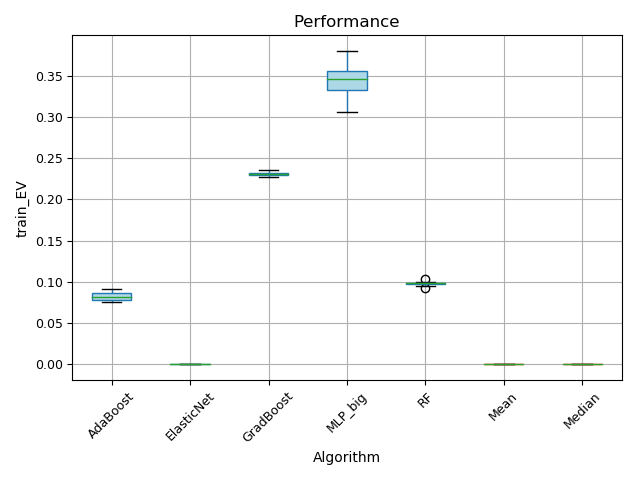 Performance
train_EV
0.35
0.30
0.25
0.20
0.15
0.10
0.05
0.00
AdaBoost
ElasticNet
GradBoost
MLP_big
RF
Mean
Median
Algorithm